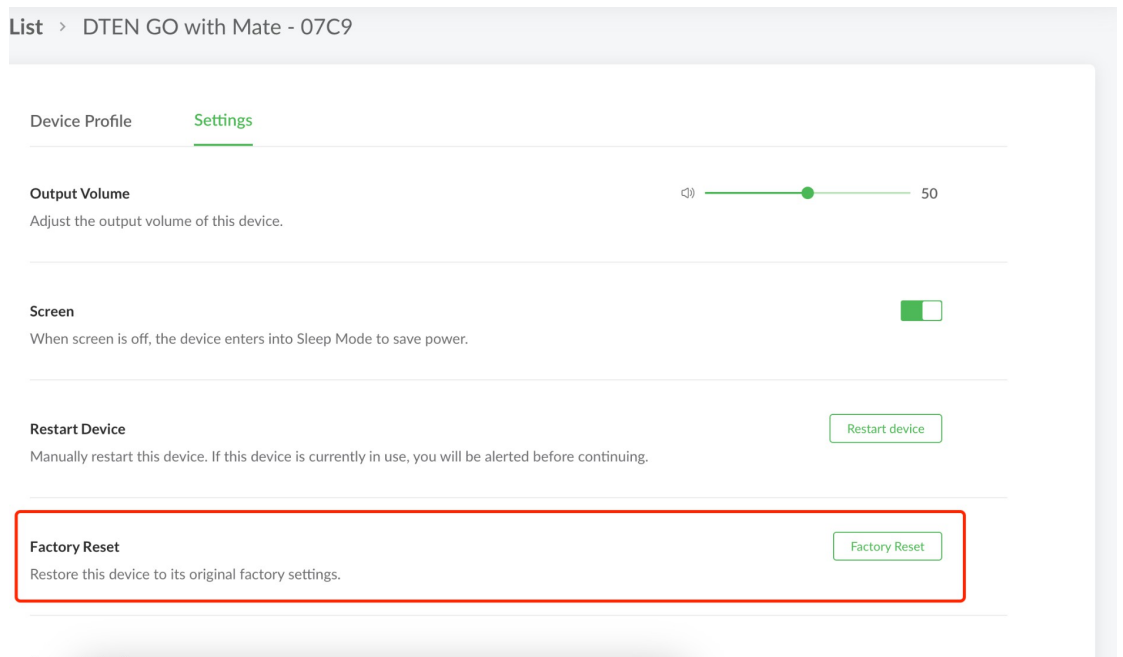 List > DTEN GO with Mate - 07C9
Device Profile Settings
Output Volume
50
Adjust the output volume of this device.
Screen
When screen is off, the device enters into Sleep Mode to save power.
Restart Device
Restart device
Manually restart this device. If this device is currently in use, you will be alerted before continuing.
Factory Reset
Factory Reset
Restore this device to its original factory settings.